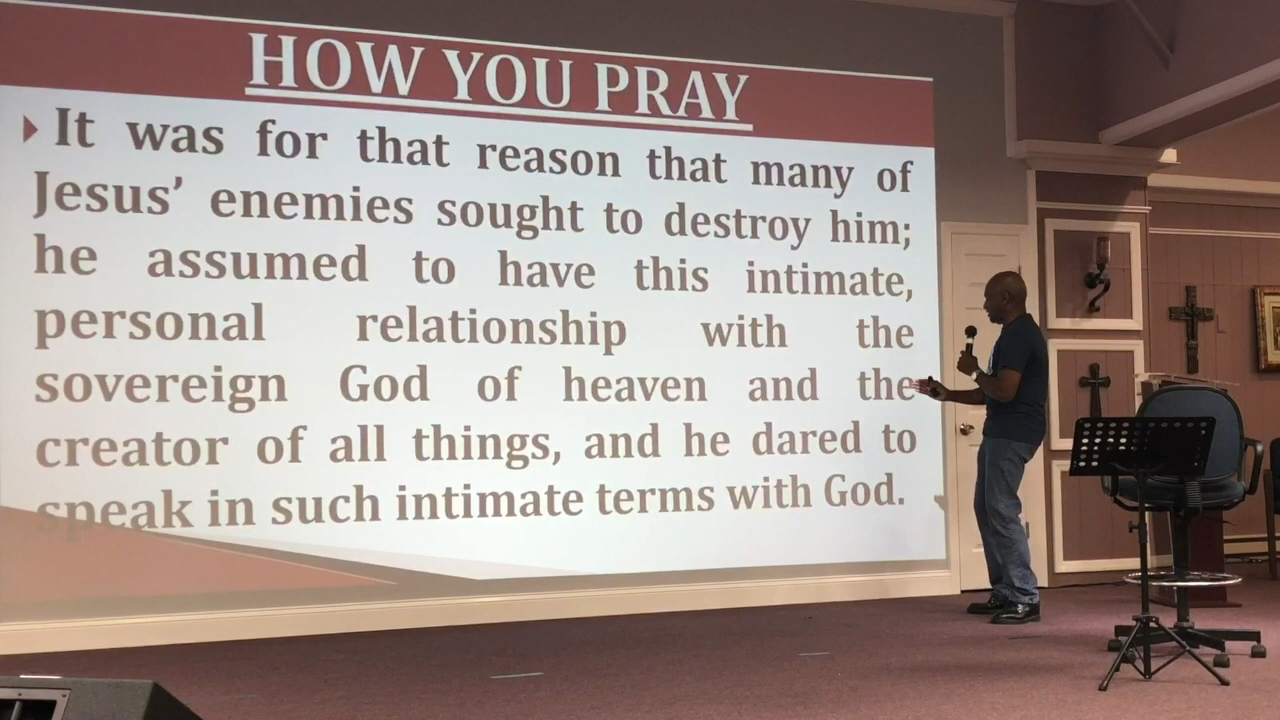 HOW YOU PRAY
It was for that reason that many of
Jesus’ enemies sought to destroy him;
he assumed to have this intimate,
personal relationship with the
sovereign God of heaven and the
creator of all things, and he dared to
speak in such intimate terms with God.